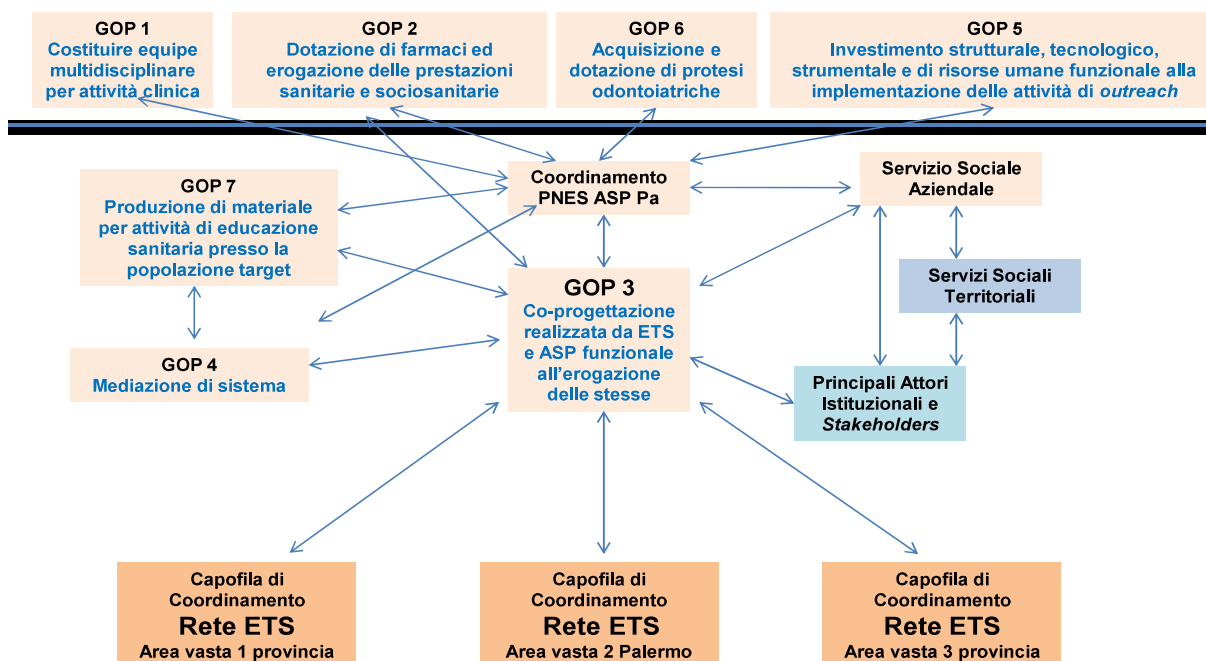 GOP 1
Costituire equipe
multidisciplinare
per attività clinica
GOP 2
Dotazione di farmaci ed
erogazione delle prestazioni
sanitarie e sociosanitarie
GOP 6
Acquisizione e
dotazione di protesi
odontoiatriche
GOP 5
Investimento strutturale, tecnologico,
strumentale e di risorse umane funzionale alla
implementazione delle attività di outreach
GOP 7
Produzione di materiale
per attività di educazione
sanitaria presso la
popolazione target
Coordinamento
PNES ASP Pa
Servizio Sociale
Aziendale
Servizi Sociali
Territoriali
GOP 3
Co-progettazione
realizzata da ETS
e ASP funzionale
all'erogazione
delle stesse
GOP 4
Mediazione di sistema
Principali Attori
Istituzionali e
Stakeholders
Capofila di
Coordinamento
Rete ETS
Area vasta 1 provincia
Capofila di
Coordinamento
Rete ETS
Area vasta 2 Palermo
Capofila di
Coordinamento
Rete ETS
Area vasta 3 provincia